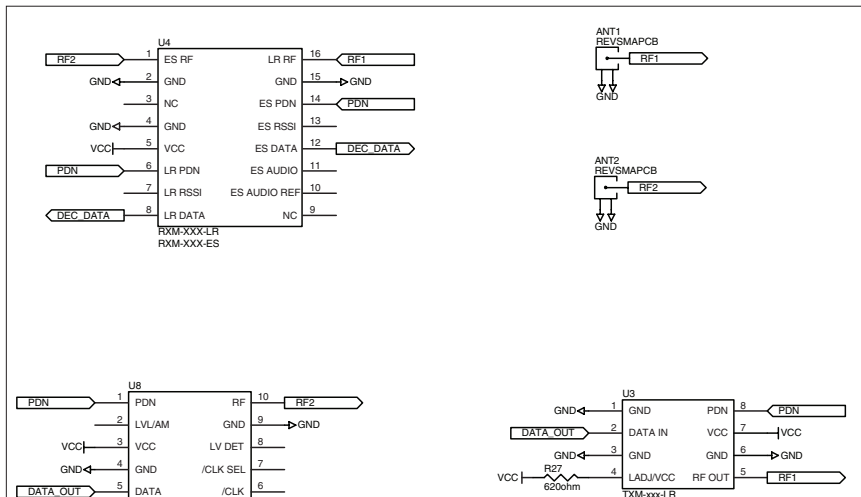 U4
RF2 1 ES RF LR RF 16 RF1
GND 2 GND GND 15 GND
3 NC ES PDN 14 PDN
GND 4 GND ES RSSI 13
VCC 5 VCC ES DATA 12 DEC_DATA
PDN 6 LR PDN ES AUDIO 11
7 LR RSSI ES AUDIO REF 10
DEC_DATA 8 LR DATA NC 9
RXM-XXX-LR
RXM-XXX-ES
ANT1
REVSMAPCB
RF1
GND
ANT2
REVSMAPCB
RF2
GND
U8
PDN 1 PDN RF 10 RF2
2 LVL/AM GND 9 GND
VCC 3 VCC LV DET 8
GND 4 GND /CLK SEL 7
DATA_OUT 5 DATA /CLK 6
U3
GND 1 GND PDN 8 PDN
DATA_OUT 2 DATA IN VCC 7 VCC
GND 3 GND GND 6 GND
VCC R27 4 LADJ/VCC RF OUT 5 RF1
620ohm
TXM-xxx-LR